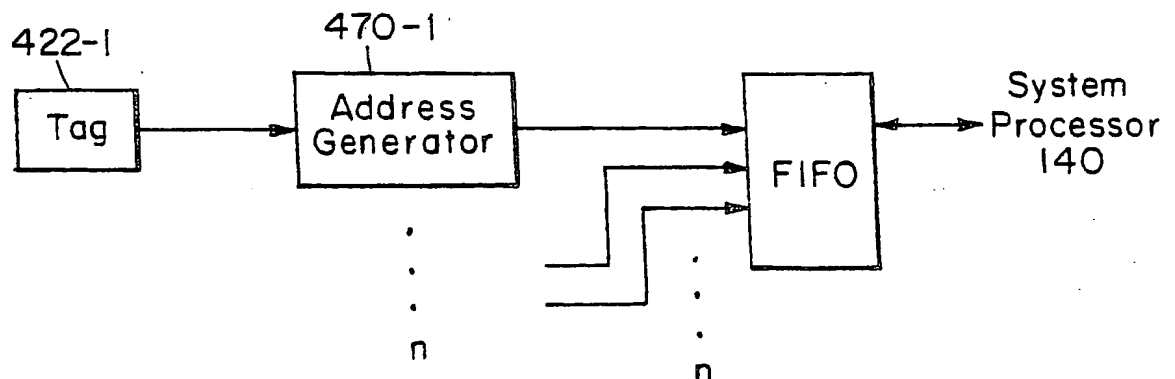 422-1
470-1
Tag
Address
Generator
FIFO
System
Processor
140
n
n